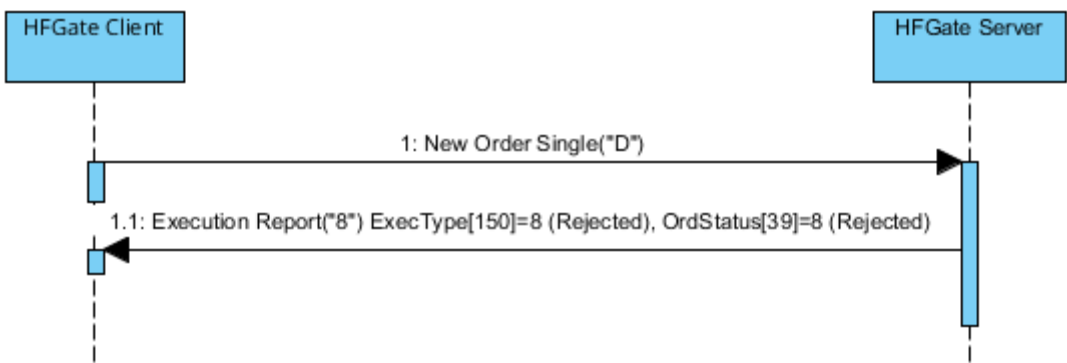 HFGate Client
HFGate Server
1: New Order Single("D")
1.1: Execution Report("8") ExecType[150]=8 (Rejected), OrdStatus[39]=8 (Rejected)